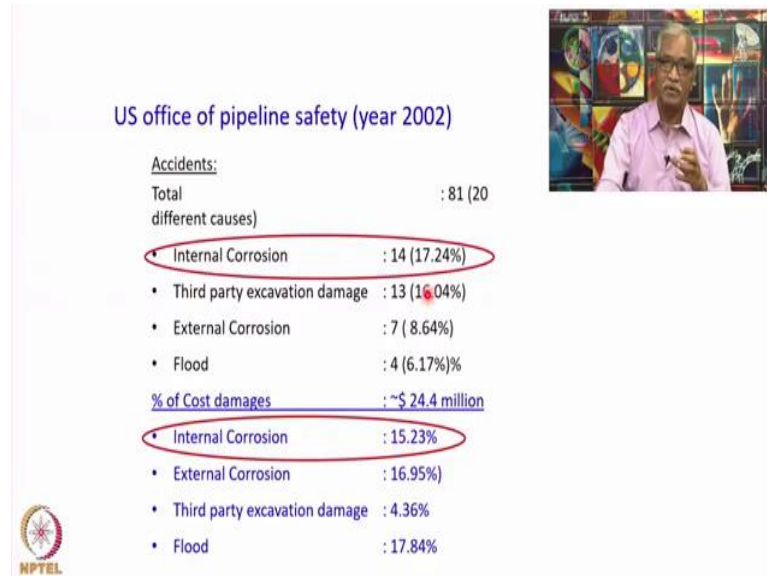 US office of pipeline safety (year 2002)
Accidents:
Total : 81 (20
different causes)
• Internal Corrosion : 14 (17.24%)
• Third party excavation damage : 13 (16.04%)
• External Corrosion : 7 ( 8.64%)
• Flood : 4 (6.17%)%
% of Cost damages : ~$ 24.4 million
• Internal Corrosion : 15.23%
• External Corrosion : 16.95%)
• Third party excavation damage : 4.36%
• Flood : 17.84%
NPTEL